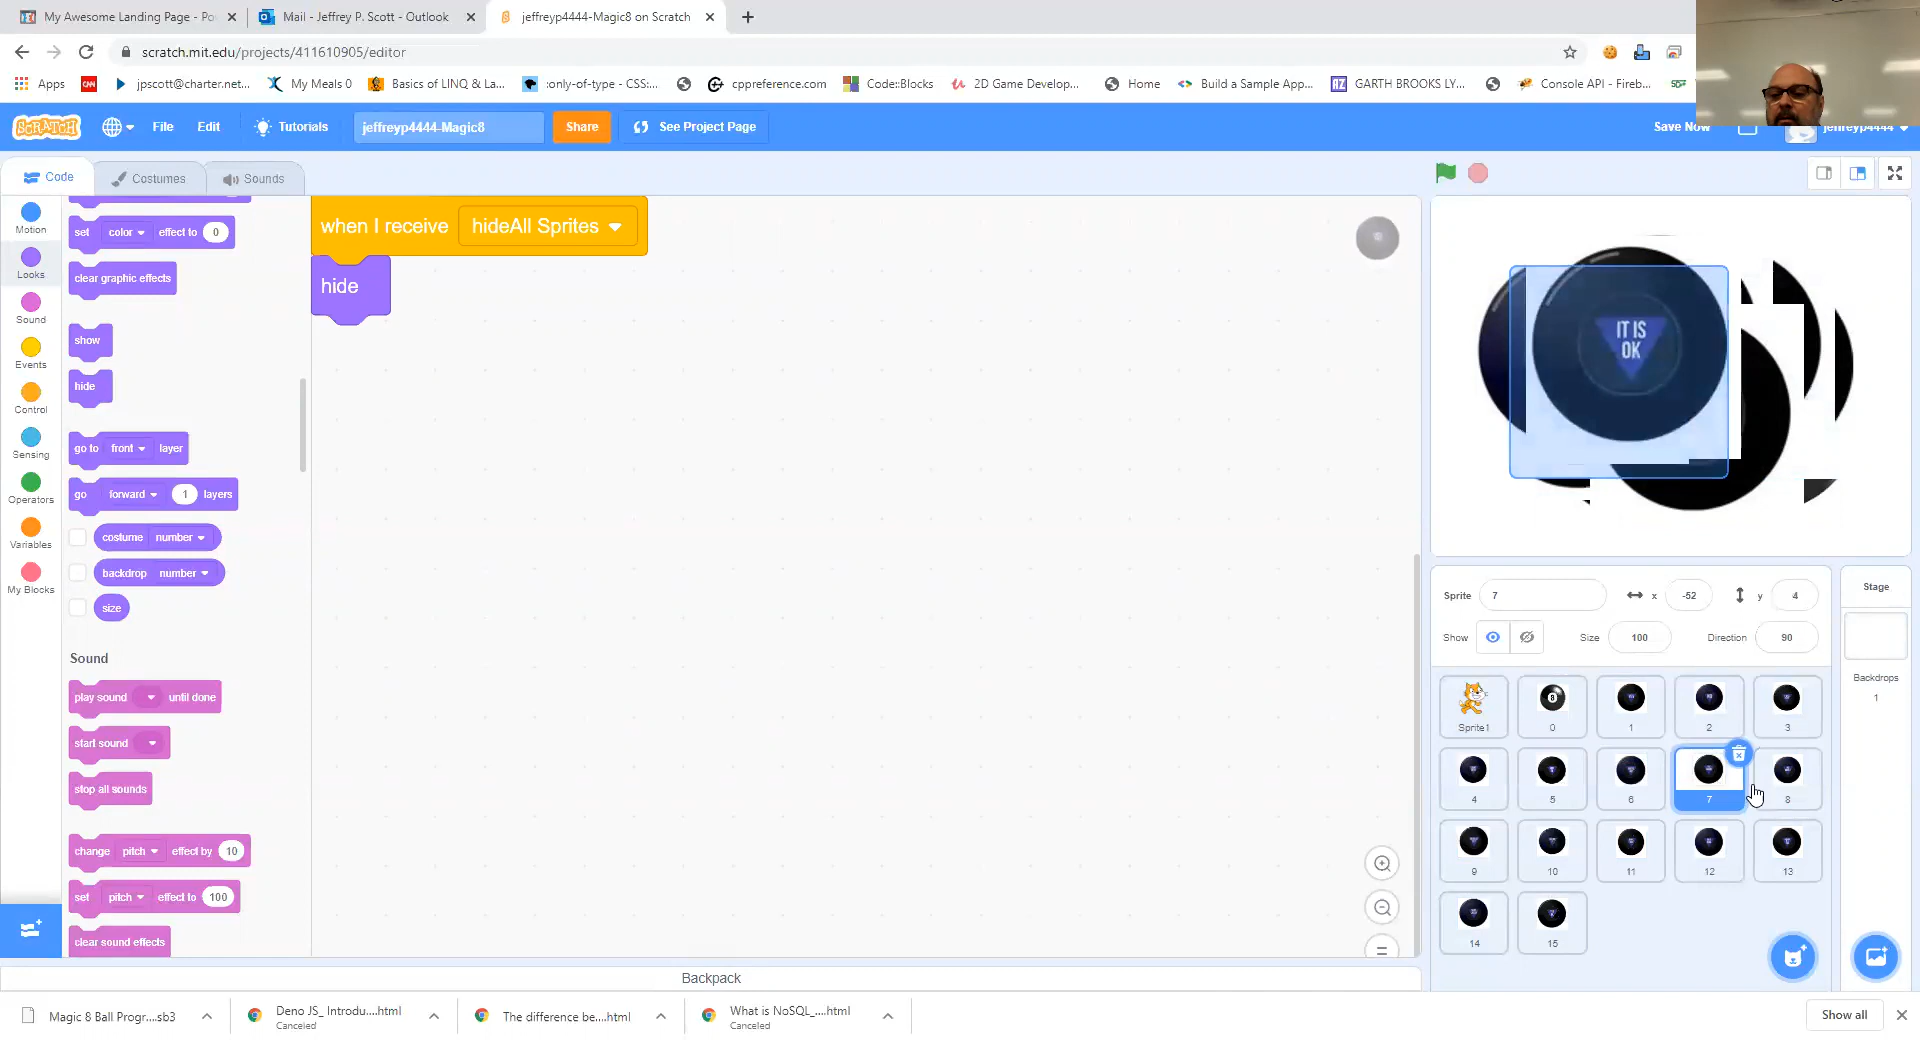 My Awesome Landing Page - Po
Mail - Jeffrey P. Scott - Outlook
jeffreyp4444-Magic8 on Scratch
scratch.mit.edu/projects/411610905/editor
Apps
CNN
jpscott@charter.net...
My Meals 0
Basics of LINQ & La...
:only-of-type - CSS:...
cppreference.com
Code::Blocks
2D Game Develop...
Home
Build a Sample App...
GARTH BROOKS LY...
Console API - Fireb...
SCRATCH
File
Edit
Tutorials
jeffreyp4444-Magic8
Share
See Project Page
Save Now
jeffreyp4444
Code
Costumes
Sounds
Motion
Looks
Sound
Events
Control
Sensing
Operators
Variables
My Blocks
set color effect to 0
clear graphic effects
show
hide
go to front layer
go forward 1 layers
costume number
backdrop number
size
Sound
play sound until done
start sound
stop all sounds
change pitch effect by 10
set pitch effect to 100
clear sound effects
when I receive hideAll Sprites
hide
IT IS
OK
Sprite 7 x -52 y 4
Show Size 100 Direction 90
Stage
Backdrops
1
Sprite1 0 1 2 3
4 5 6 7 8
9 10 11 12 13
14 15
Backpack
Magic 8 Ball Progr....sb3
Deno JS_ Introdu....html
Canceled
The difference be....html
What is NoSQL_....html
Canceled
Show all